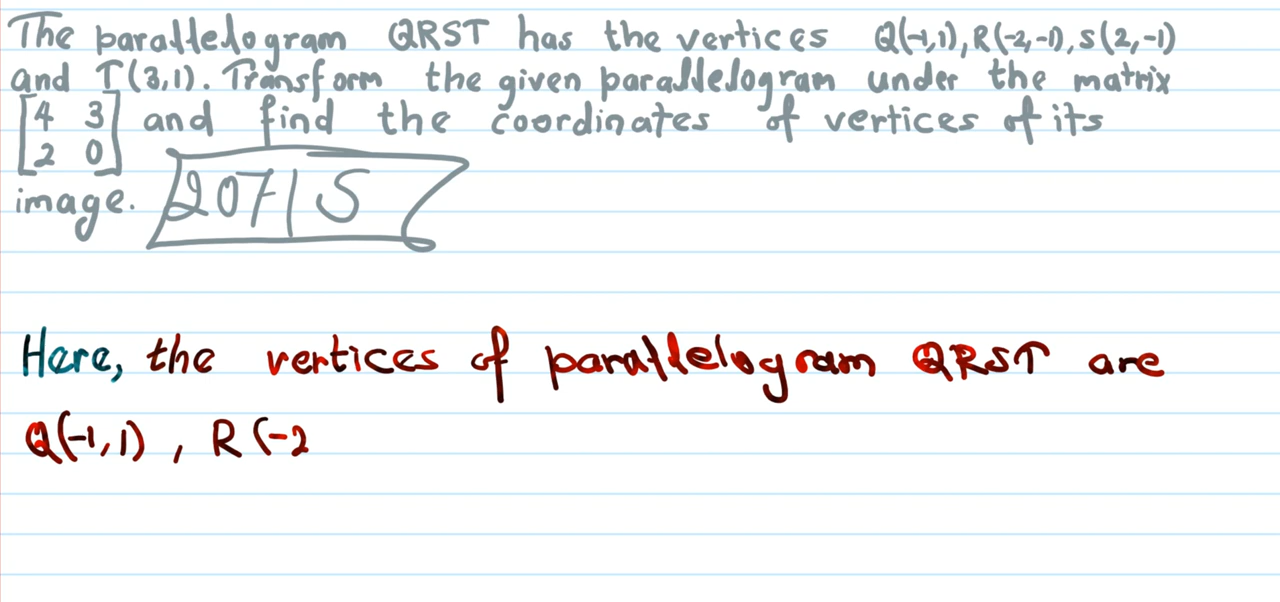 The parallelogram QRST has the vertices Q(-1,1), R(-2,-1), S(2,-1)
and T(3,1). Transform the given parallelogram under the matrix
[4 3
2 0] and find the coordinates of vertices of its
image. 2071 S
Here, the vertices of parallelogram QRST are
Q(-1,1), R(-2